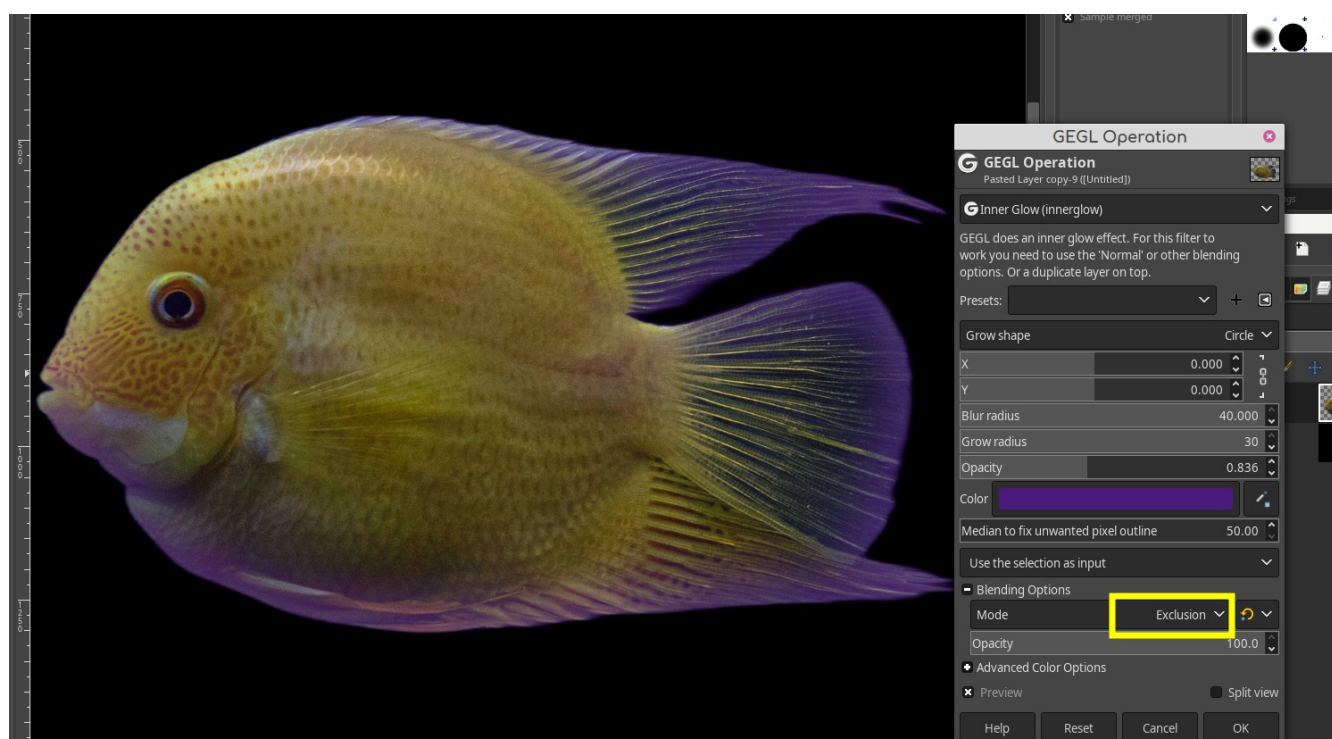 Sample merged
GEGL Operation
GEGL Operation
Pasted Layer copy-9 ([Untitled])
Inner Glow (innerglow)
GEGL does an inner glow effect. For this filter to
work you need to use the 'Normal' or other blending
options. Or a duplicate layer on top.
Presets:
Grow shape Circle
X 0.000
Y 0.000
Blur radius 40.000
Grow radius 30
Opacity 0.836
Color
Median to fix unwanted pixel outline 50.00
Use the selection as input
Blending Options
Mode Exclusion
Opacity 100.0
Advanced Color Options
Preview Split view
Help Reset Cancel OK
500
750
1000
1250